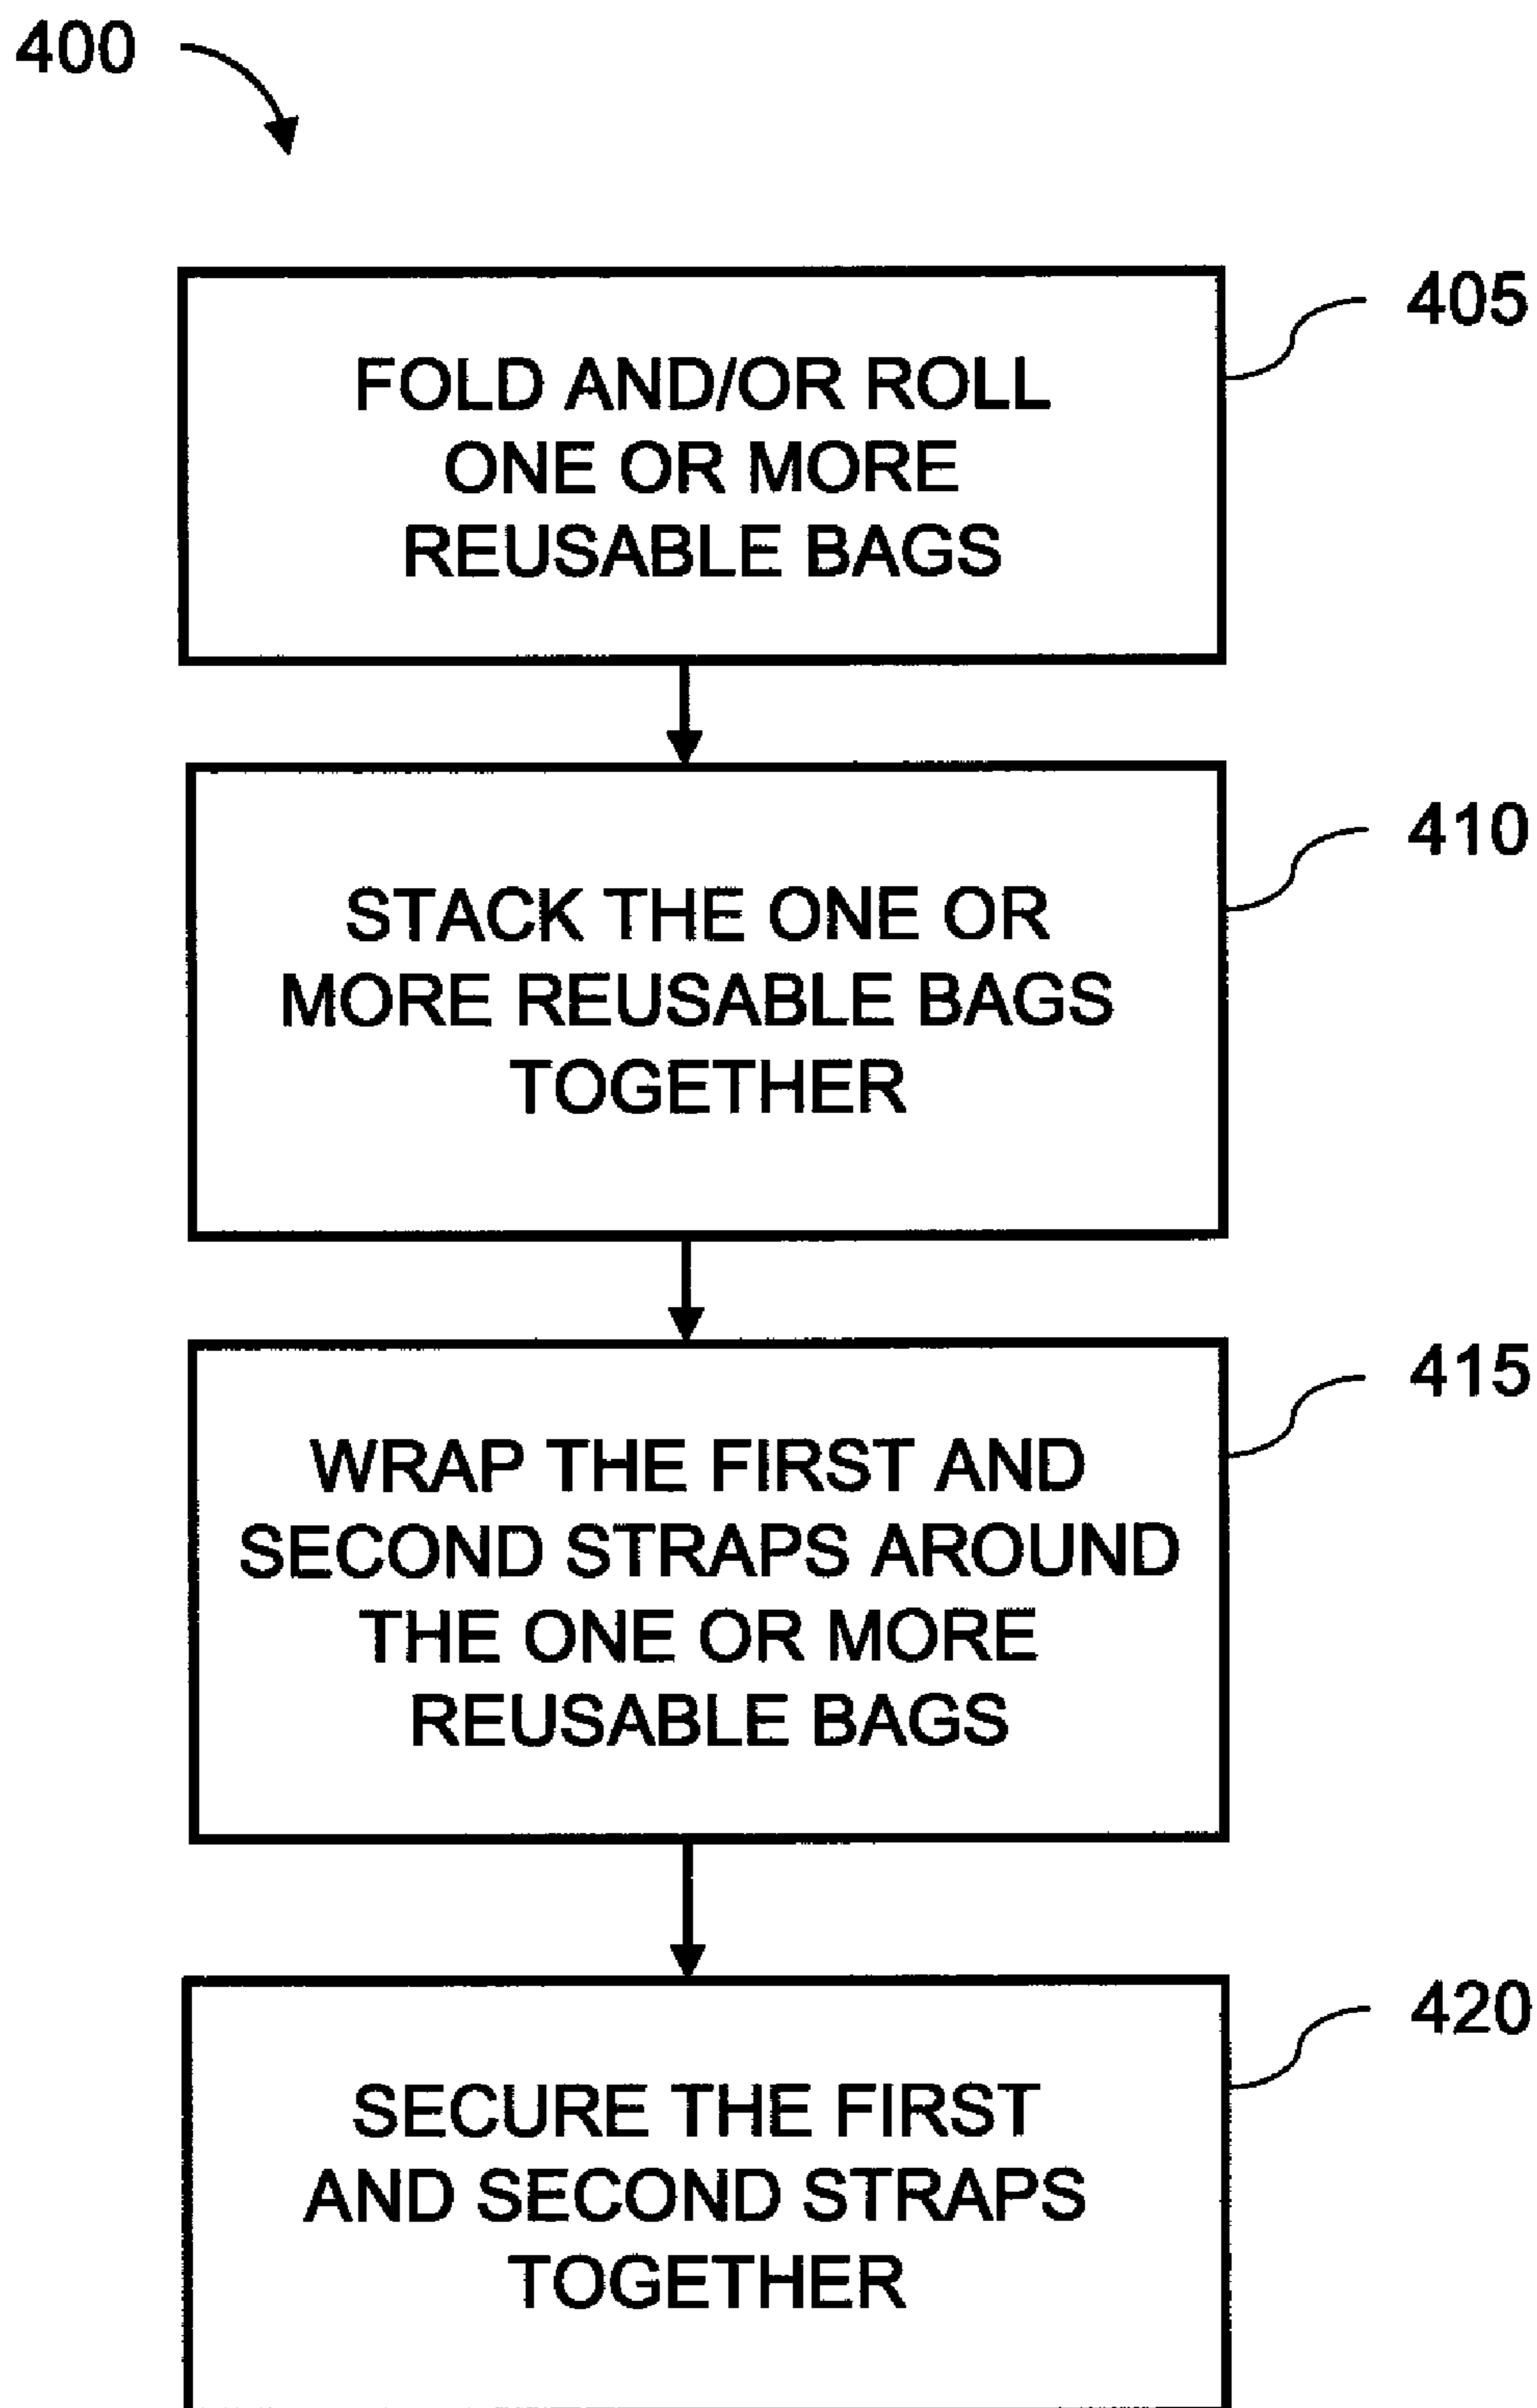 400
405
FOLD AND/OR ROLL
ONE OR MORE
REUSABLE BAGS
410
STACK THE ONE OR
MORE REUSABLE BAGS
TOGETHER
415
WRAP THE FIRST AND
SECOND STRAPS AROUND
THE ONE OR MORE
REUSABLE BAGS
420
SECURE THE FIRST
AND SECOND STRAPS
TOGETHER